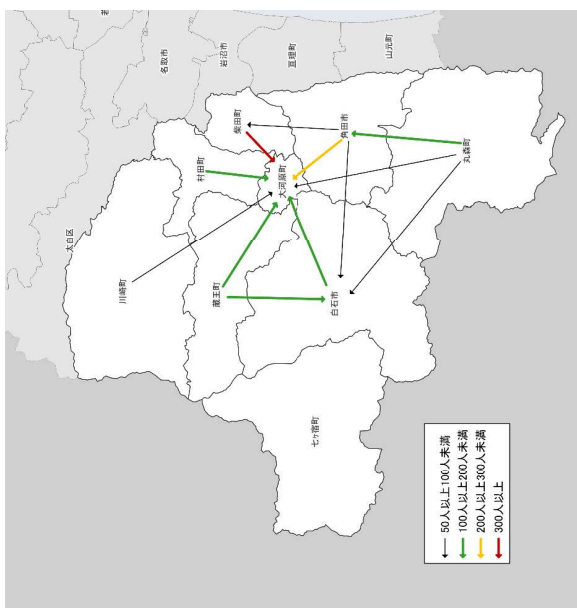 名取市
岩沼市
亘理町
山元町
太白区
川崎町
村田町
柴田町
大河原町
角田市
丸森町
蔵王町
白石市
七ヶ宿町
50人以上100人未満
100人以上200人未満
200人以上300人未満
300人以上